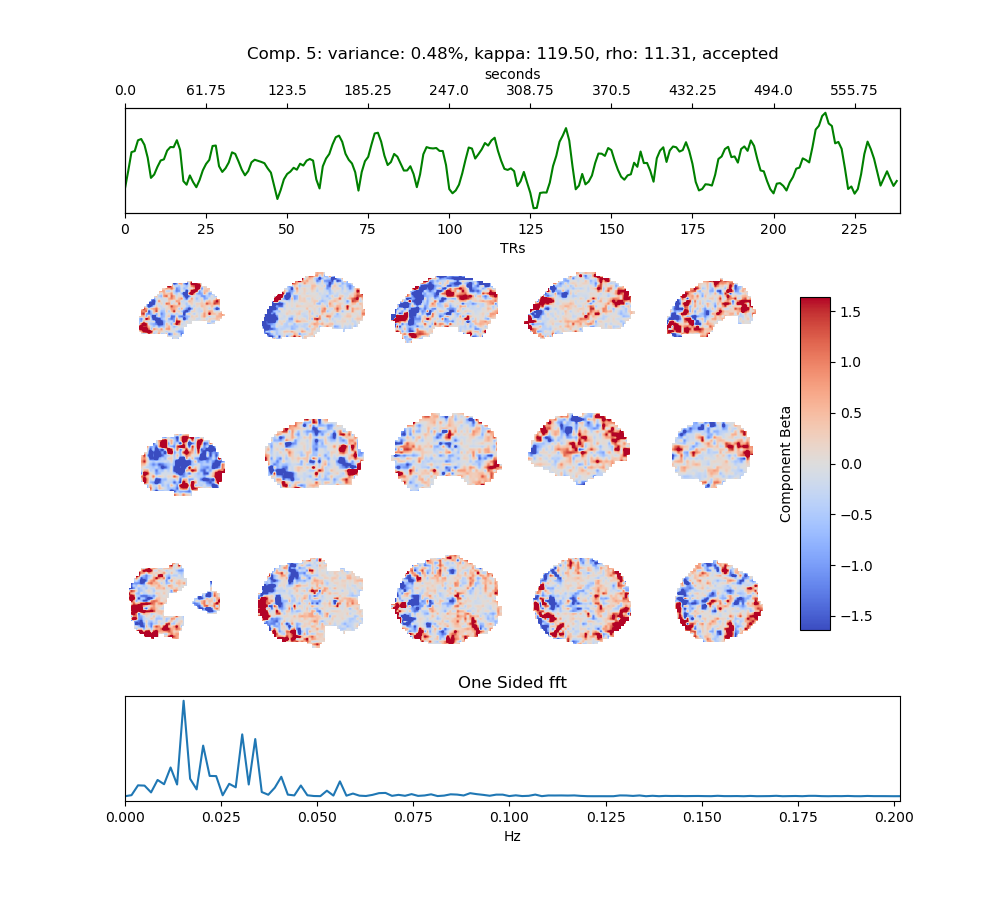 Comp. 5: variance: 0.48%, kappa: 119.50, rho: 11.31, accepted
seconds
0.0 61.75 123.5 185.25 247.0 308.75 370.5 432.25 494.0 555.75
0 25 50 75 100 125 150 175 200 225
TRs
1.5
1.0
0.5
0.0
−0.5
−1.0
−1.5
Component Beta
One Sided fft
0.000 0.025 0.050 0.075 0.100 0.125 0.150 0.175 0.200
Hz